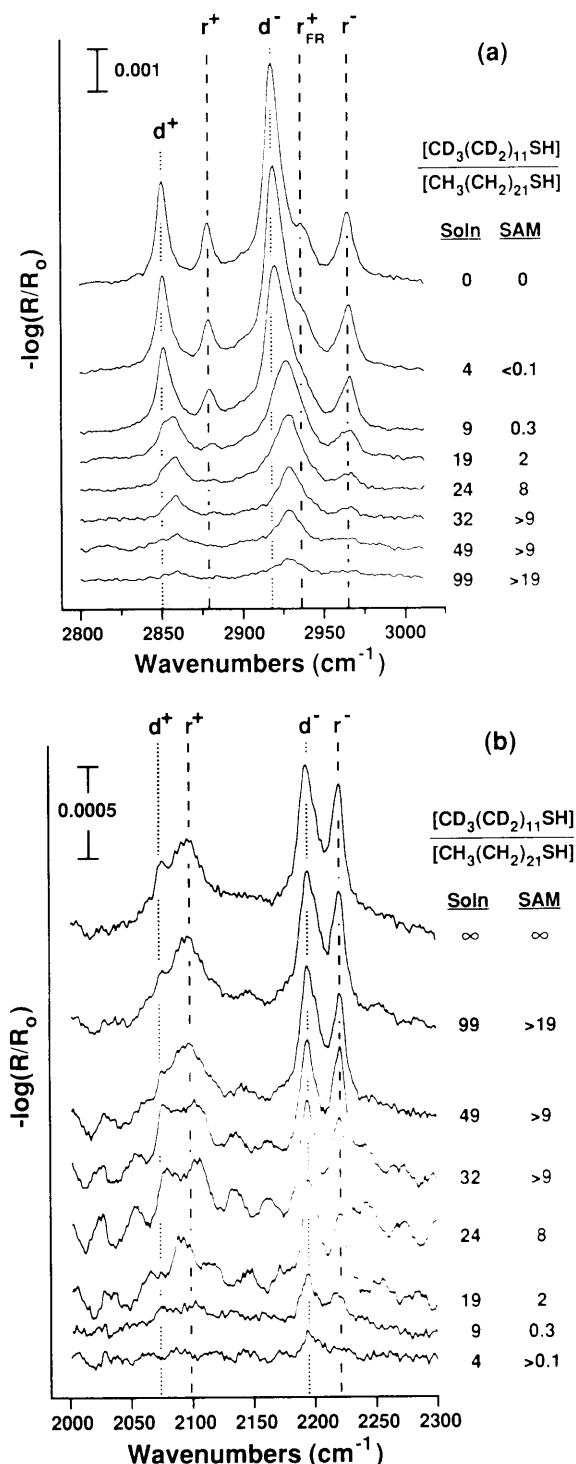 r⁺ d⁻ r⁺FR r⁻ (a)
0.001
d⁺
[CD₃(CD₂)₁₁SH]
[CH₃(CH₂)₂₁SH]
Soln SAM
0 0
4 <0.1
9 0.3
19 2
24 8
32 >9
49 >9
99 >19
-log(R/Rₒ)
2800 2850 2900 2950 3000
Wavenumbers (cm⁻¹)
d⁺ r⁺ d⁻ r⁻ (b)
0.0005
[CD₃(CD₂)₁₁SH]
[CH₃(CH₂)₂₁SH]
Soln SAM
∞ ∞
99 >19
49 >9
32 >9
24 8
19 2
9 0.3
4 >0.1
-log(R/Rₒ)
2000 2050 2100 2150 2200 2250 2300
Wavenumbers (cm⁻¹)